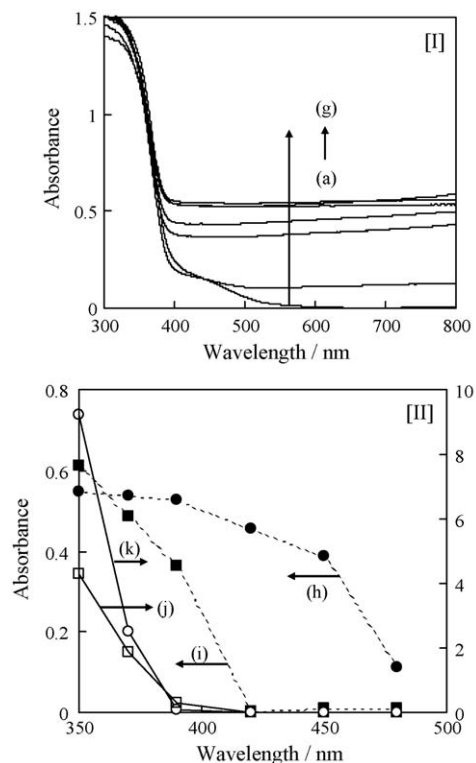 [I]
1.5
1
0.5
0
Absorbance
(g)
(a)
300 400 500 600 700 800
Wavelength / nm
[II]
0.8
0.6
0.4
0.2
0
Absorbance
10
8
6
4
2
0
(k)
(j)
(h)
(i)
350 400 450 500
Wavelength / nm